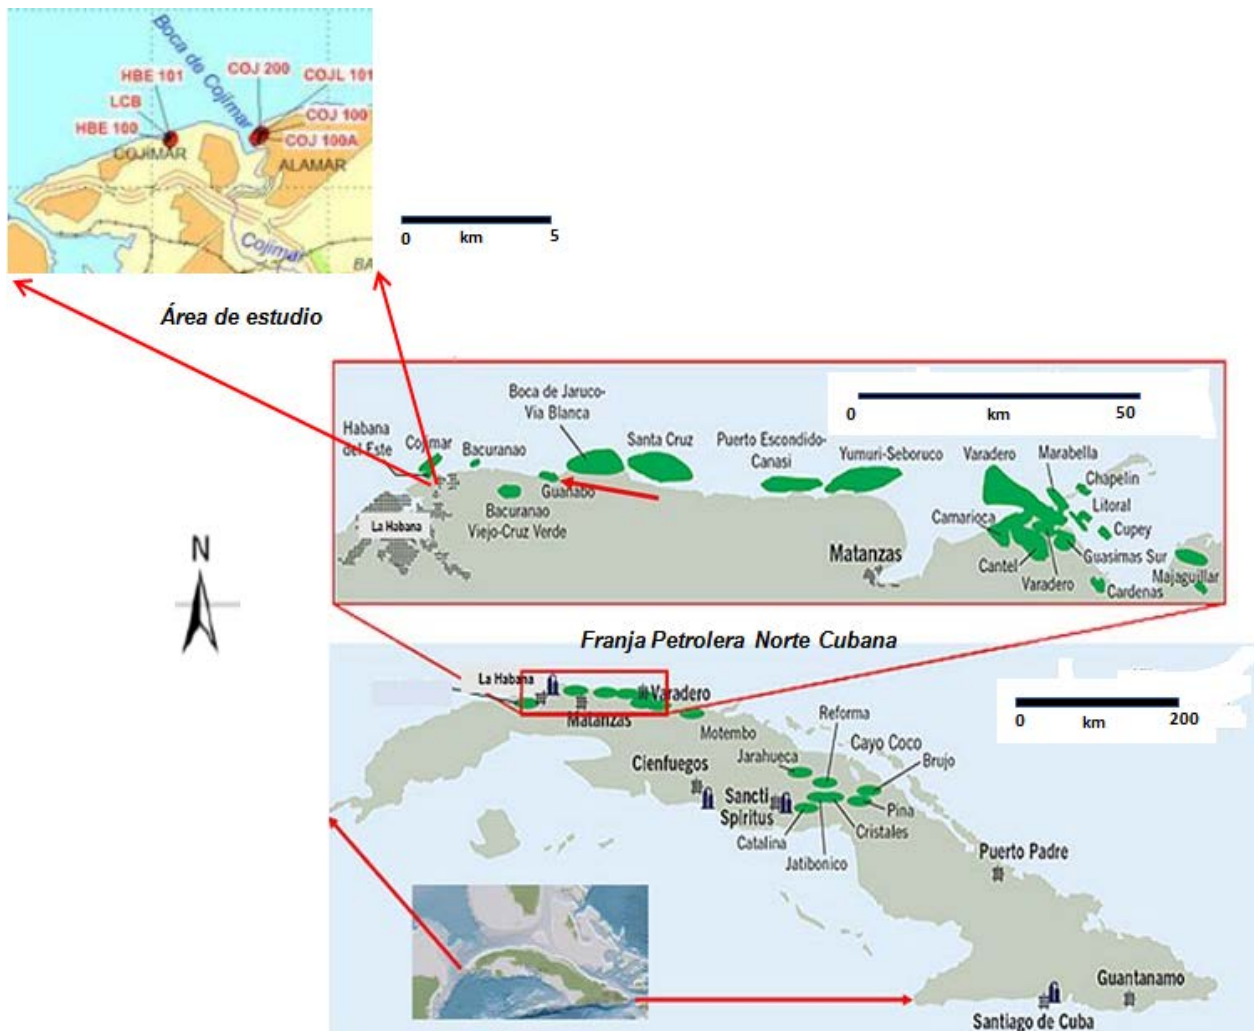 Boca de Cojímar
HBE 101
COJ 200
COJL 101
LCB
COJ 100
HBE 100
COJ 100A
COJIMAR
ALAMAR
Cojimar
BA
0 km 5
Área de estudio
0 km 50
Boca de Jaruco-
Via Blanca
Habana
del Este
Cojimar
Bacuranao
Santa Cruz
Puerto Escondido-
Canasi
Yumuri-Seboruco
Varadero
Marabella
Chapelin
Litoral
Cupey
Guanabo
Bacuranao
Viejo-Cruz Verde
La Habana
Camarioca
Matanzas
Cantel
Varadero
Guasimas Sur
Cardenas
Majaguillar
N
Franja Petrolera Norte Cubana
La Habana
Varadero
Matanzas
0 km 200
Motembo
Reforma
Jarahueca
Cayo Coco
Brujo
Cienfuegos
Sancti
Spiritus
Pina
Cristales
Catalina
Jatibonico
Puerto Padre
Guantanamo
Santiago de Cuba